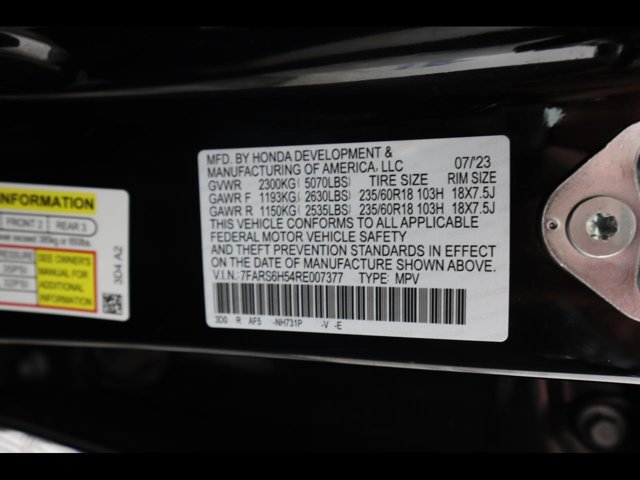 INFORMATION
FRONT 2
REAR 3
SEE OWNER'S
MANUAL FOR
ADDITIONAL
INFORMATION
3D4 A2
MFD. BY HONDA DEVELOPMENT &
MANUFACTURING OF AMERICA, LLC 07/'23
GVWR 2300KG(5070LBS) TIRE SIZE RIM SIZE
GAWR F 1193KG(2630LBS) 235/60R18 103H 18X7.5J
GAWR R 1150KG(2535LBS) 235/60R18 103H 18X7.5J
THIS VEHICLE CONFORMS TO ALL APPLICABLE
FEDERAL MOTOR VEHICLE SAFETY
AND THEFT PREVENTION STANDARDS IN EFFECT
ON THE DATE OF MANUFACTURE SHOWN ABOVE.
V.I.N.: 7FARS6H54RE007377 TYPE: MPV
3D0 R AF5 -NH731P -V -E